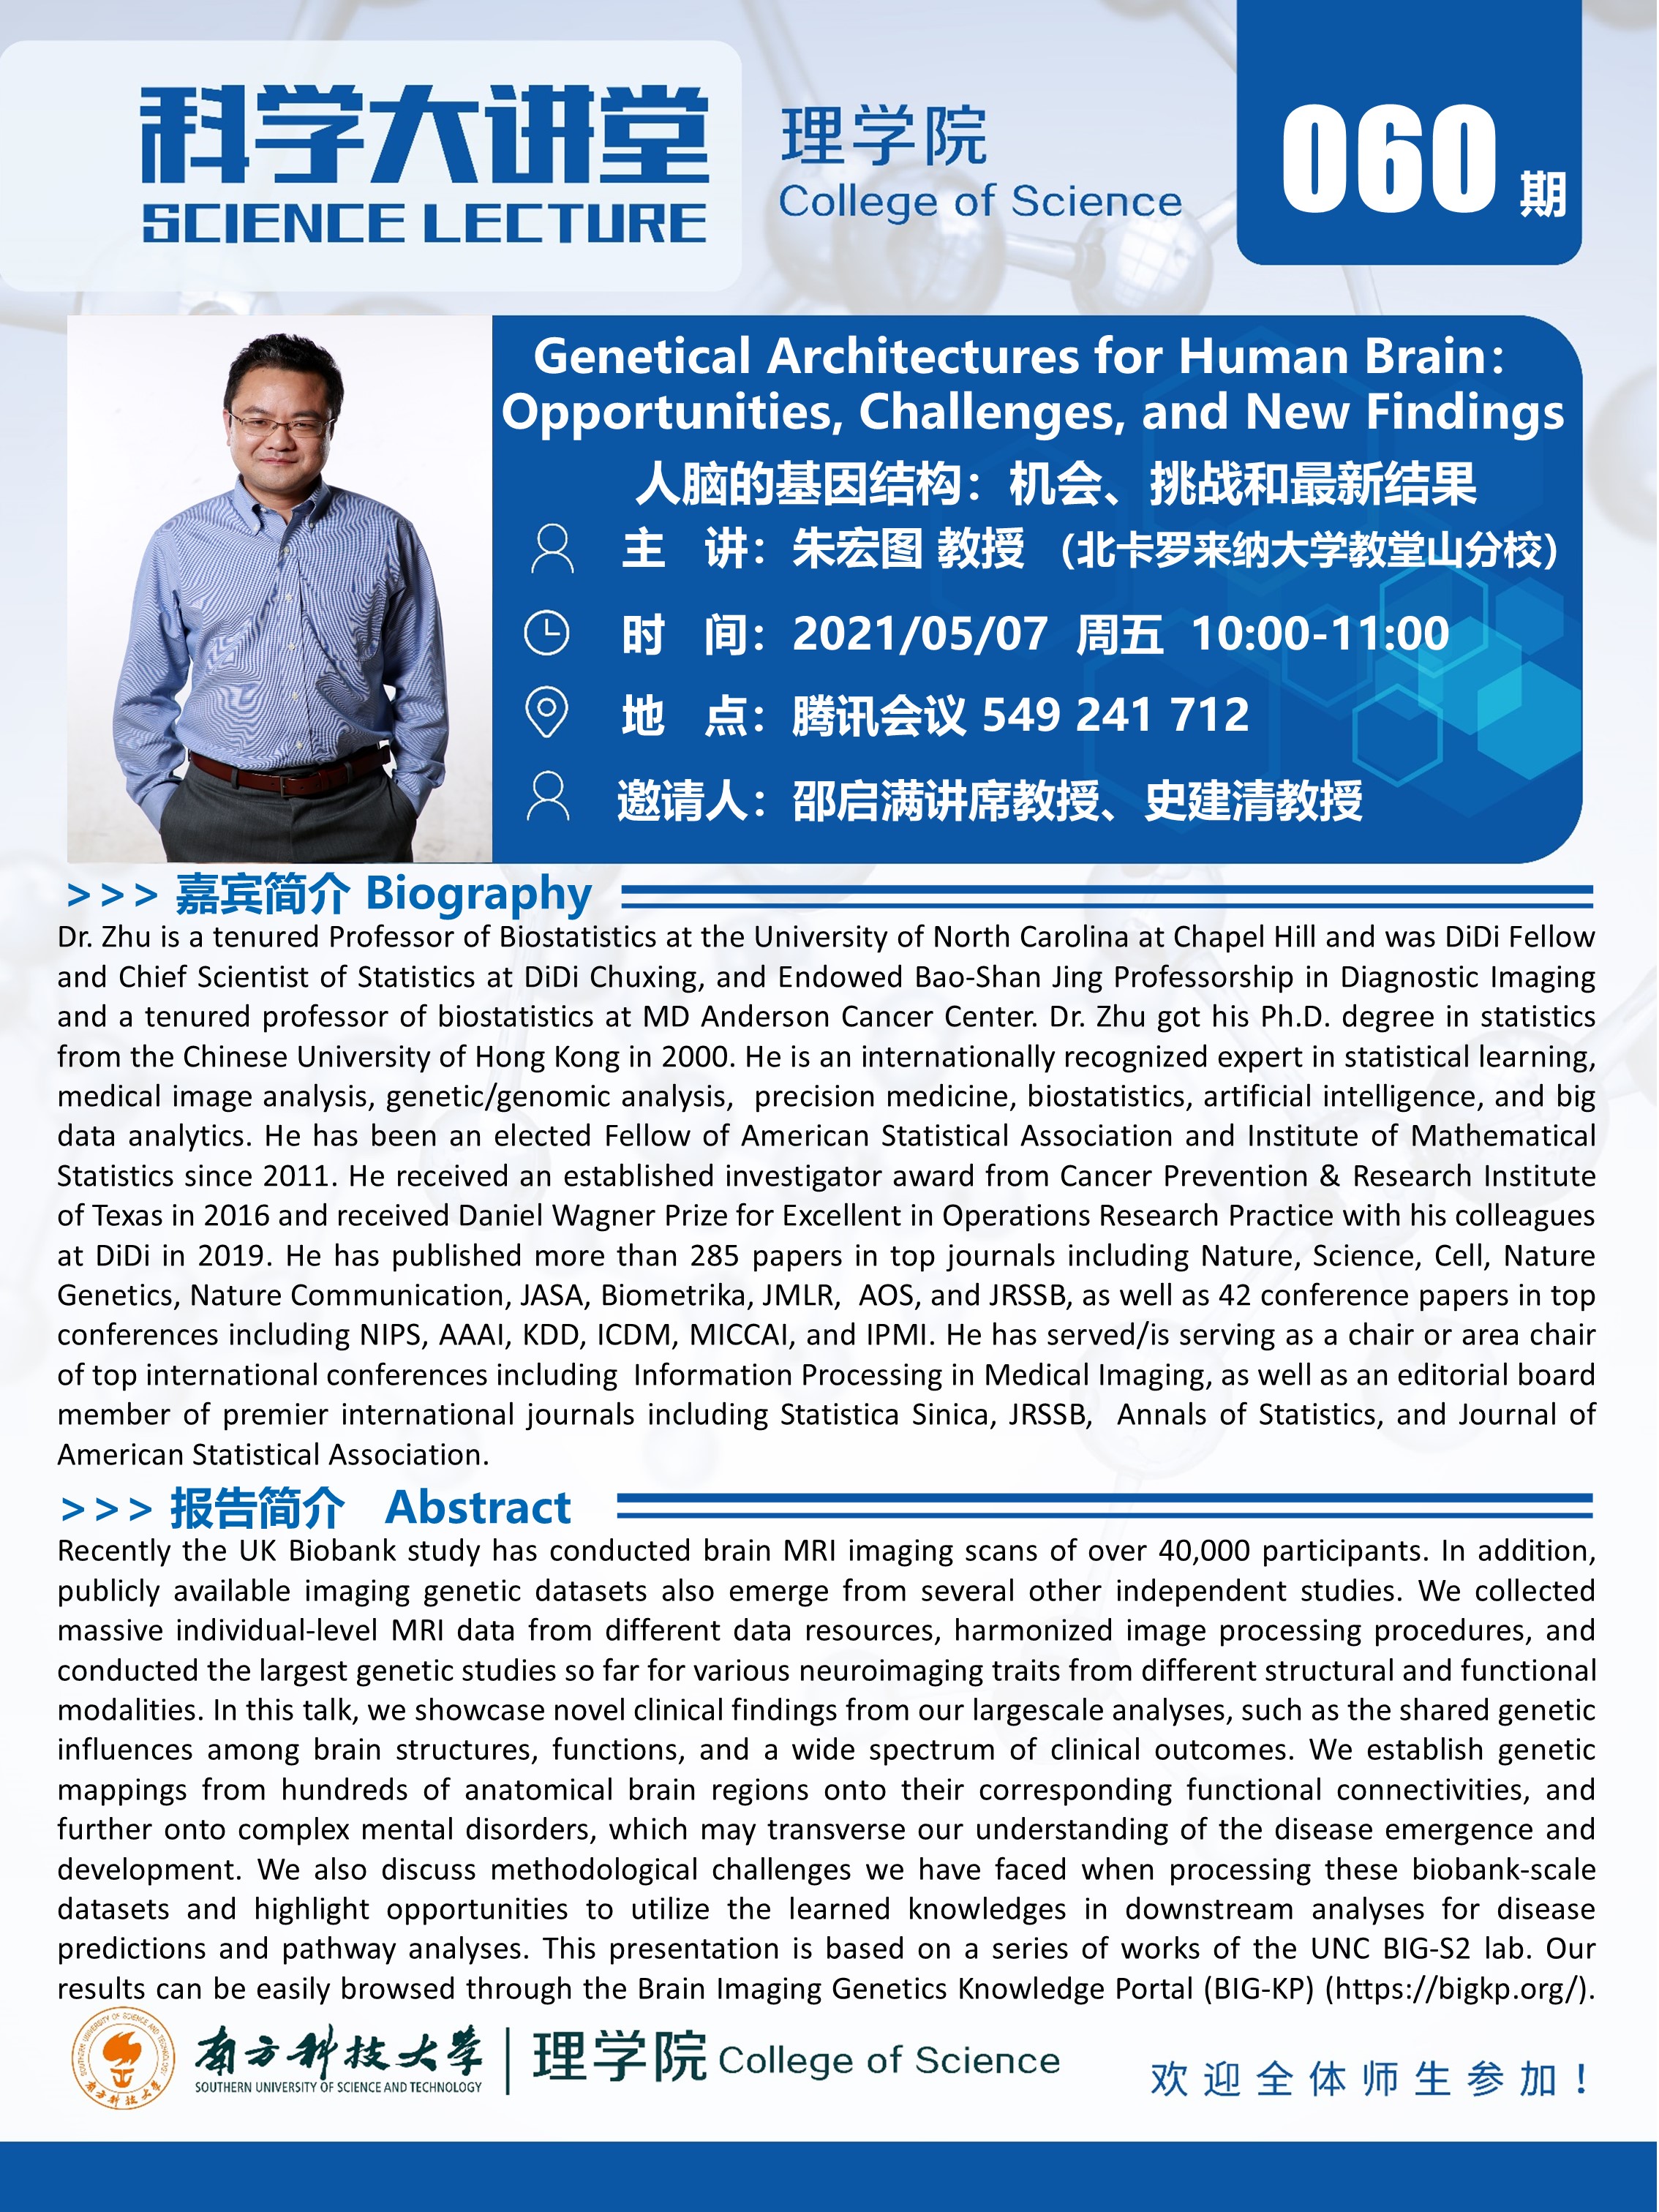 科学大讲堂
SCIENCE LECTURE
理学院
College of Science
060 期
Genetical Architectures for Human Brain：
Opportunities, Challenges, and New Findings
人脑的基因结构：机会、挑战和最新结果
主 讲：朱宏图 教授 （北卡罗来纳大学教堂山分校）
时 间：2021/05/07 周五 10:00-11:00
地 点：腾讯会议 549 241 712
邀请人：邵启满讲席教授、史建清教授
>>> 嘉宾简介 Biography
Dr. Zhu is a tenured Professor of Biostatistics at the University of North Carolina at Chapel Hill and was DiDi Fellow
and Chief Scientist of Statistics at DiDi Chuxing, and Endowed Bao-Shan Jing Professorship in Diagnostic Imaging
and a tenured professor of biostatistics at MD Anderson Cancer Center. Dr. Zhu got his Ph.D. degree in statistics
from the Chinese University of Hong Kong in 2000. He is an internationally recognized expert in statistical learning,
medical image analysis, genetic/genomic analysis, precision medicine, biostatistics, artificial intelligence, and big
data analytics. He has been an elected Fellow of American Statistical Association and Institute of Mathematical
Statistics since 2011. He received an established investigator award from Cancer Prevention & Research Institute
of Texas in 2016 and received Daniel Wagner Prize for Excellent in Operations Research Practice with his colleagues
at DiDi in 2019. He has published more than 285 papers in top journals including Nature, Science, Cell, Nature
Genetics, Nature Communication, JASA, Biometrika, JMLR, AOS, and JRSSB, as well as 42 conference papers in top
conferences including NIPS, AAAI, KDD, ICDM, MICCAI, and IPMI. He has served/is serving as a chair or area chair
of top international conferences including Information Processing in Medical Imaging, as well as an editorial board
member of premier international journals including Statistica Sinica, JRSSB, Annals of Statistics, and Journal of
American Statistical Association.
>>> 报告简介 Abstract
Recently the UK Biobank study has conducted brain MRI imaging scans of over 40,000 participants. In addition,
publicly available imaging genetic datasets also emerge from several other independent studies. We collected
massive individual-level MRI data from different data resources, harmonized image processing procedures, and
conducted the largest genetic studies so far for various neuroimaging traits from different structural and functional
modalities. In this talk, we showcase novel clinical findings from our largescale analyses, such as the shared genetic
influences among brain structures, functions, and a wide spectrum of clinical outcomes. We establish genetic
mappings from hundreds of anatomical brain regions onto their corresponding functional connectivities, and
further onto complex mental disorders, which may transverse our understanding of the disease emergence and
development. We also discuss methodological challenges we have faced when processing these biobank-scale
datasets and highlight opportunities to utilize the learned knowledges in downstream analyses for disease
predictions and pathway analyses. This presentation is based on a series of works of the UNC BIG-S2 lab. Our
results can be easily browsed through the Brain Imaging Genetics Knowledge Portal (BIG-KP) (https://bigkp.org/).
SOUTHERN UNIVERSITY OF SCIENCE AND TECHNOLOGY
南方科技大学
南方科技大学
SOUTHERN UNIVERSITY OF SCIENCE AND TECHNOLOGY
理学院 College of Science
欢迎全体师生参加！